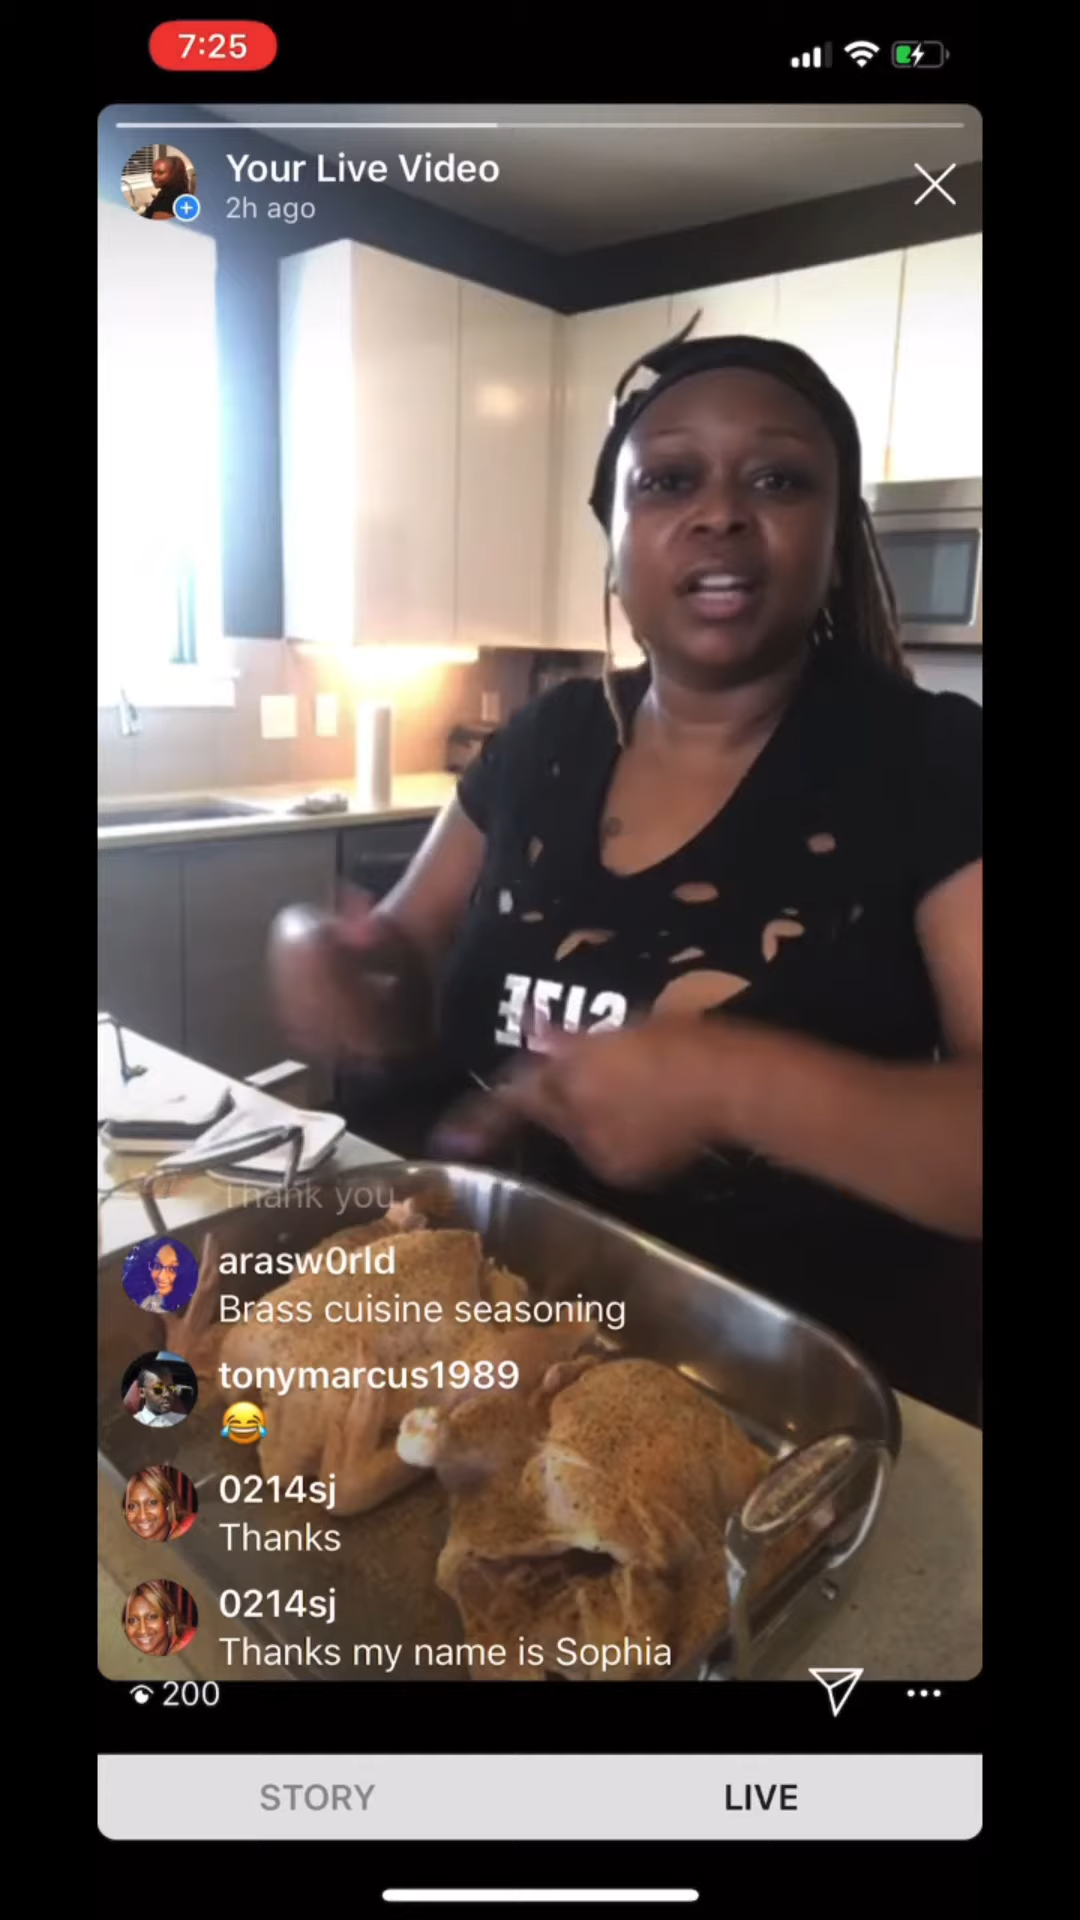 7:25
Your Live Video
2h ago
SIZE
Thank you
arasw0rld
Brass cuisine seasoning
tonymarcus1989
😂
0214sj
Thanks
0214sj
Thanks my name is Sophia
200
STORY
LIVE